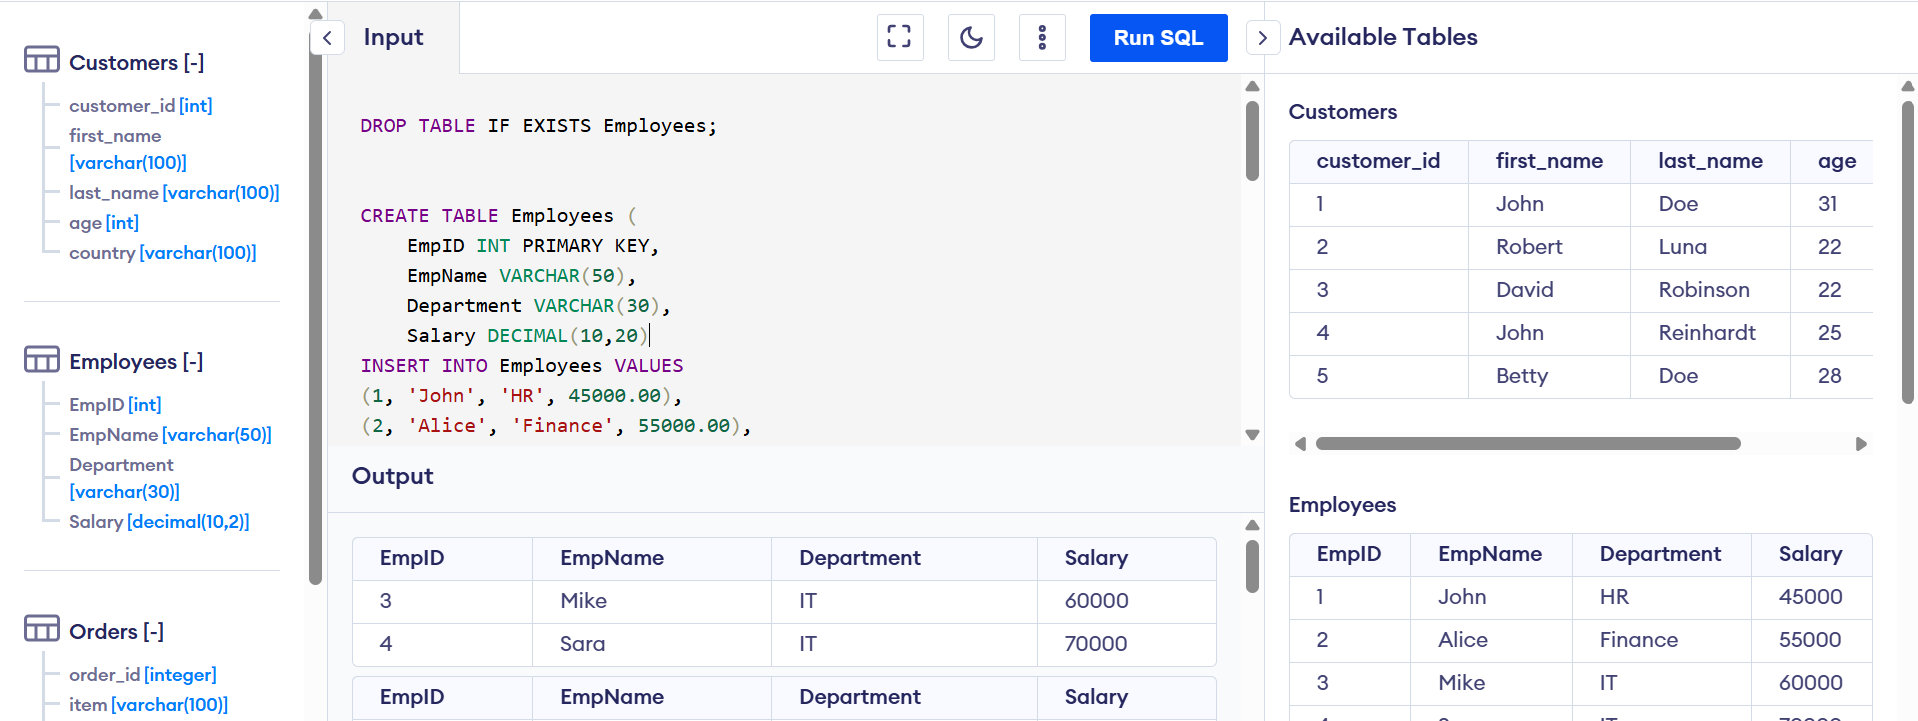 Customers [-]
customer_id [int]
first_name
[varchar(100)]
last_name [varchar(100)]
age [int]
country [varchar(100)]
Employees [-]
EmpID [int]
EmpName [varchar(50)]
Department
[varchar(30)]
Salary [decimal(10,2)]
Orders [-]
order_id [integer]
item [varchar(100)]
Input
Run SQL
DROP TABLE IF EXISTS Employees;
CREATE TABLE Employees (
EmpID INT PRIMARY KEY,
EmpName VARCHAR(50),
Department VARCHAR(30),
Salary DECIMAL(10,20)
INSERT INTO Employees VALUES
(1, 'John', 'HR', 45000.00),
(2, 'Alice', 'Finance', 55000.00),
Output
EmpID EmpName Department Salary
3 Mike IT 60000
4 Sara IT 70000
EmpID EmpName Department Salary
Available Tables
Customers
customer_id first_name last_name age
1 John Doe 31
2 Robert Luna 22
3 David Robinson 22
4 John Reinhardt 25
5 Betty Doe 28
Employees
EmpID EmpName Department Salary
1 John HR 45000
2 Alice Finance 55000
3 Mike IT 60000